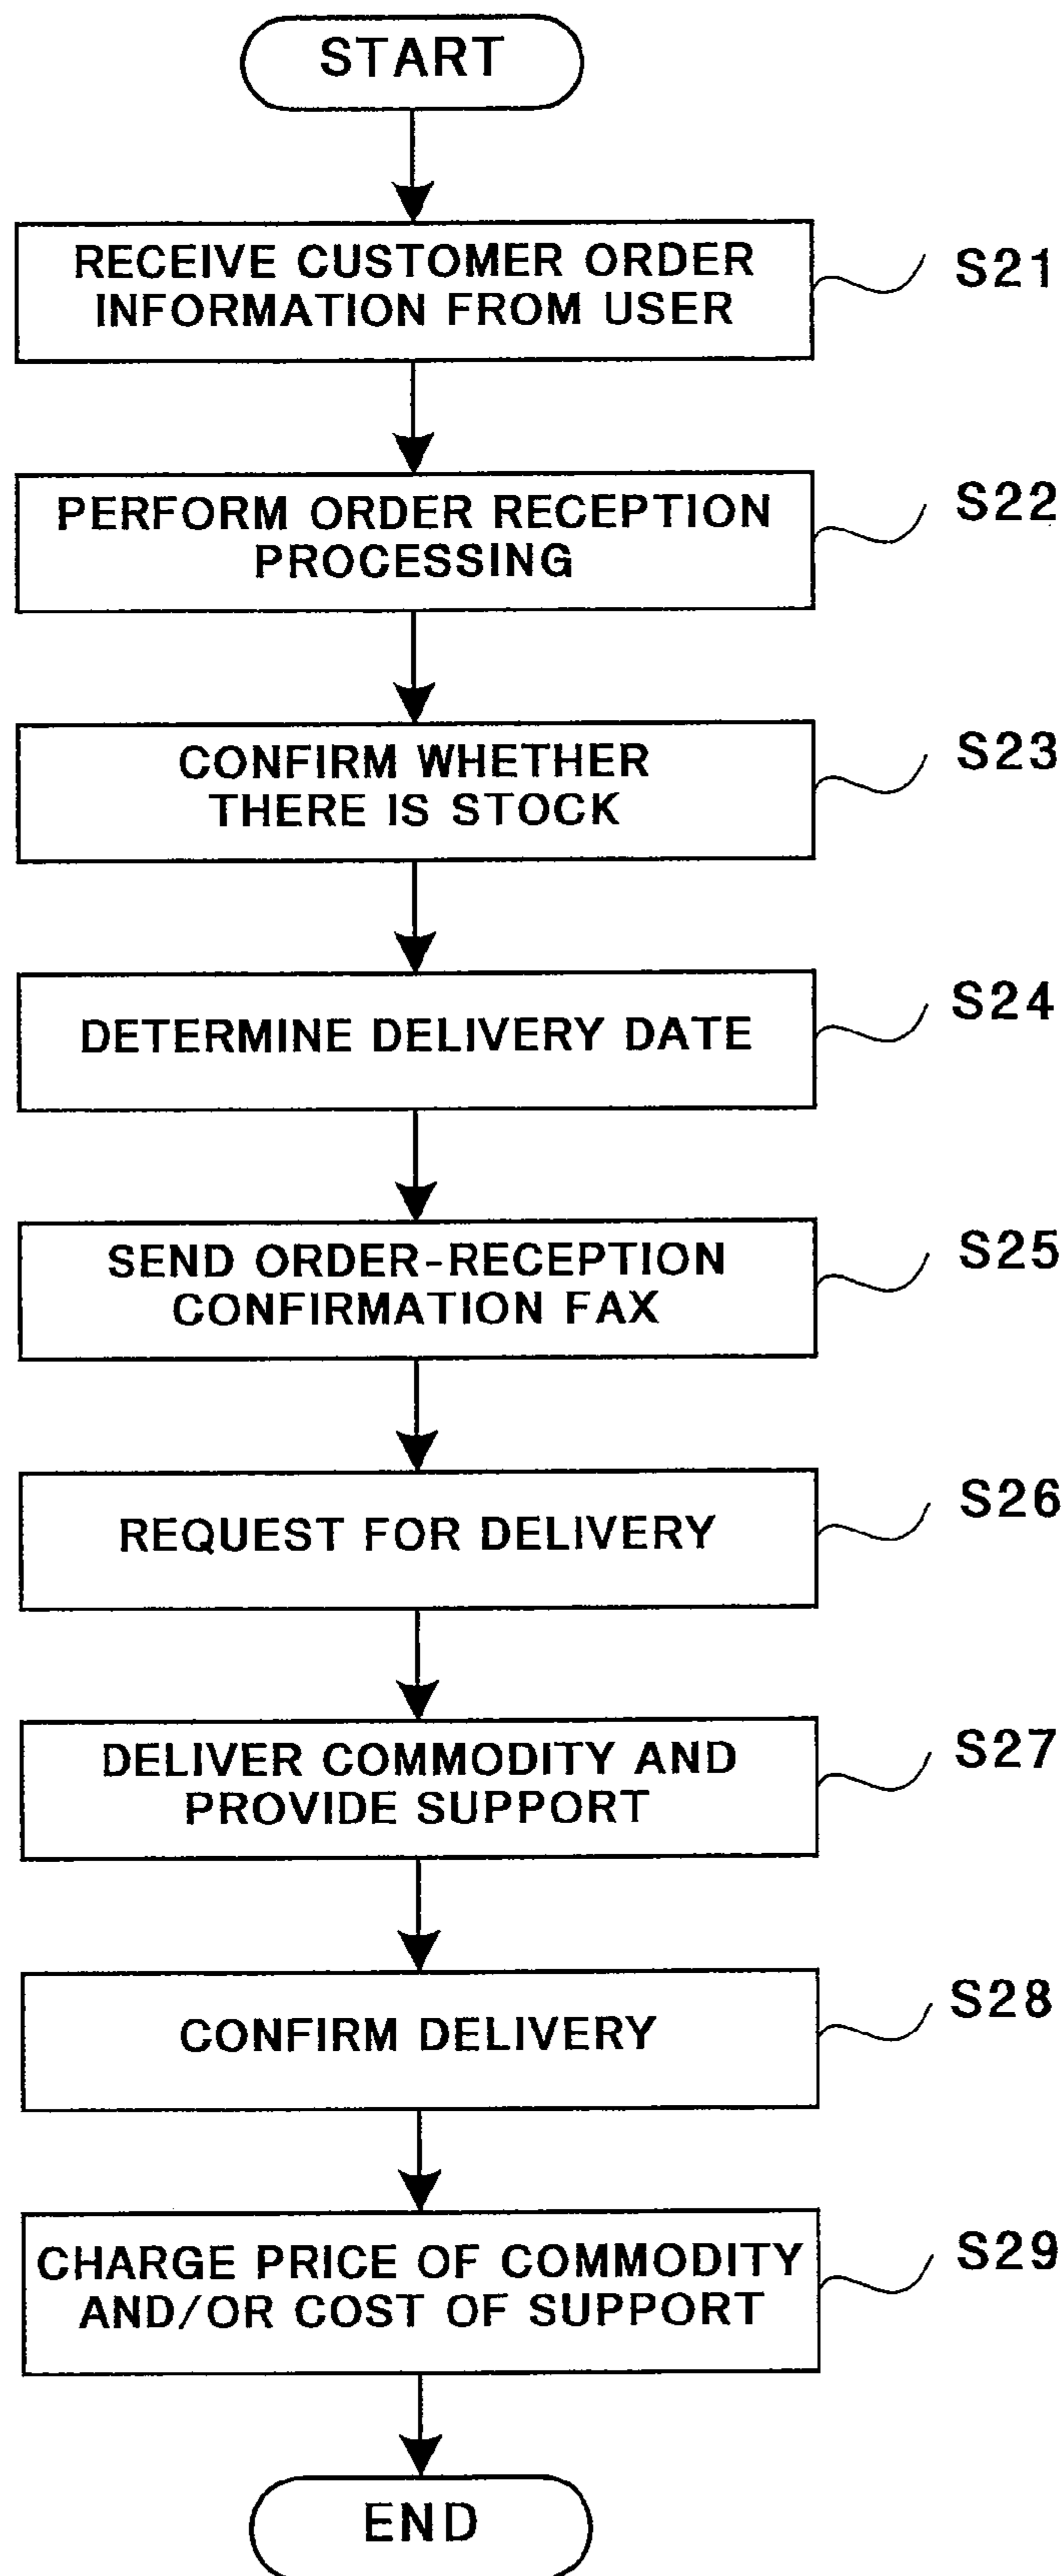 START
RECEIVE CUSTOMER ORDER
INFORMATION FROM USER
S21
PERFORM ORDER RECEPTION
PROCESSING
S22
CONFIRM WHETHER
THERE IS STOCK
S23
DETERMINE DELIVERY DATE
S24
SEND ORDER-RECEPTION
CONFIRMATION FAX
S25
REQUEST FOR DELIVERY
S26
DELIVER COMMODITY AND
PROVIDE SUPPORT
S27
CONFIRM DELIVERY
S28
CHARGE PRICE OF COMMODITY
AND/OR COST OF SUPPORT
S29
END